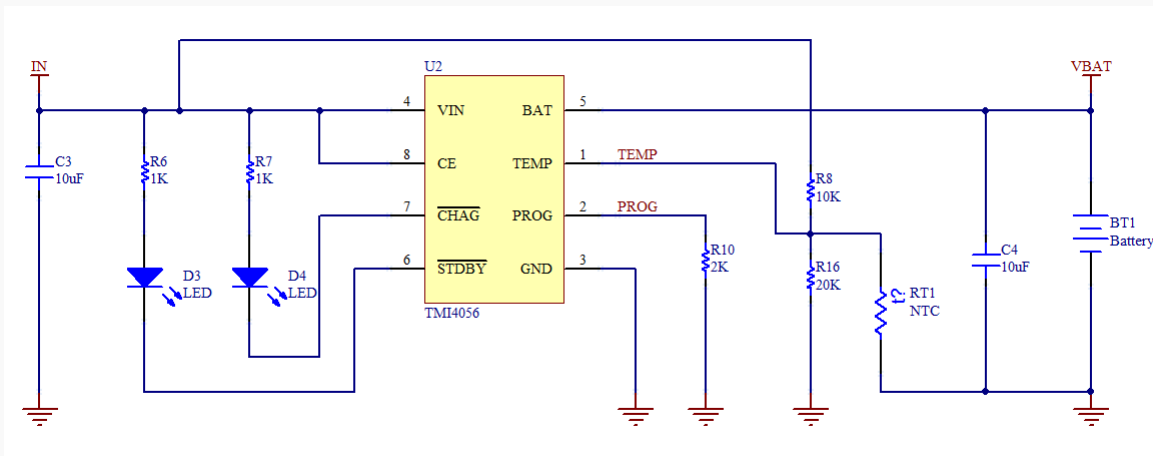 IN
U2
VBAT
4
VIN
BAT
5
C3
10uF
R6
1K
R7
1K
8
CE
TEMP
1
TEMP
R8
10K
7
CHAG
PROG
2
PROG
6
STDBY
GND
3
R10
2K
R16
20K
BT1
Battery
C4
10uF
D3
LED
D4
LED
TMI4056
t?
RT1
NTC